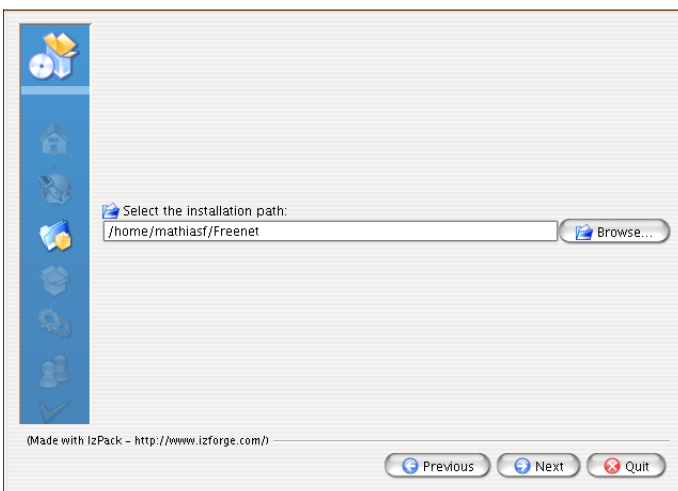 Select the installation path:
/home/mathiasf/Freenet
Browse...
(Made with IzPack - http://www.izforge.com/)
Previous
Next
Quit